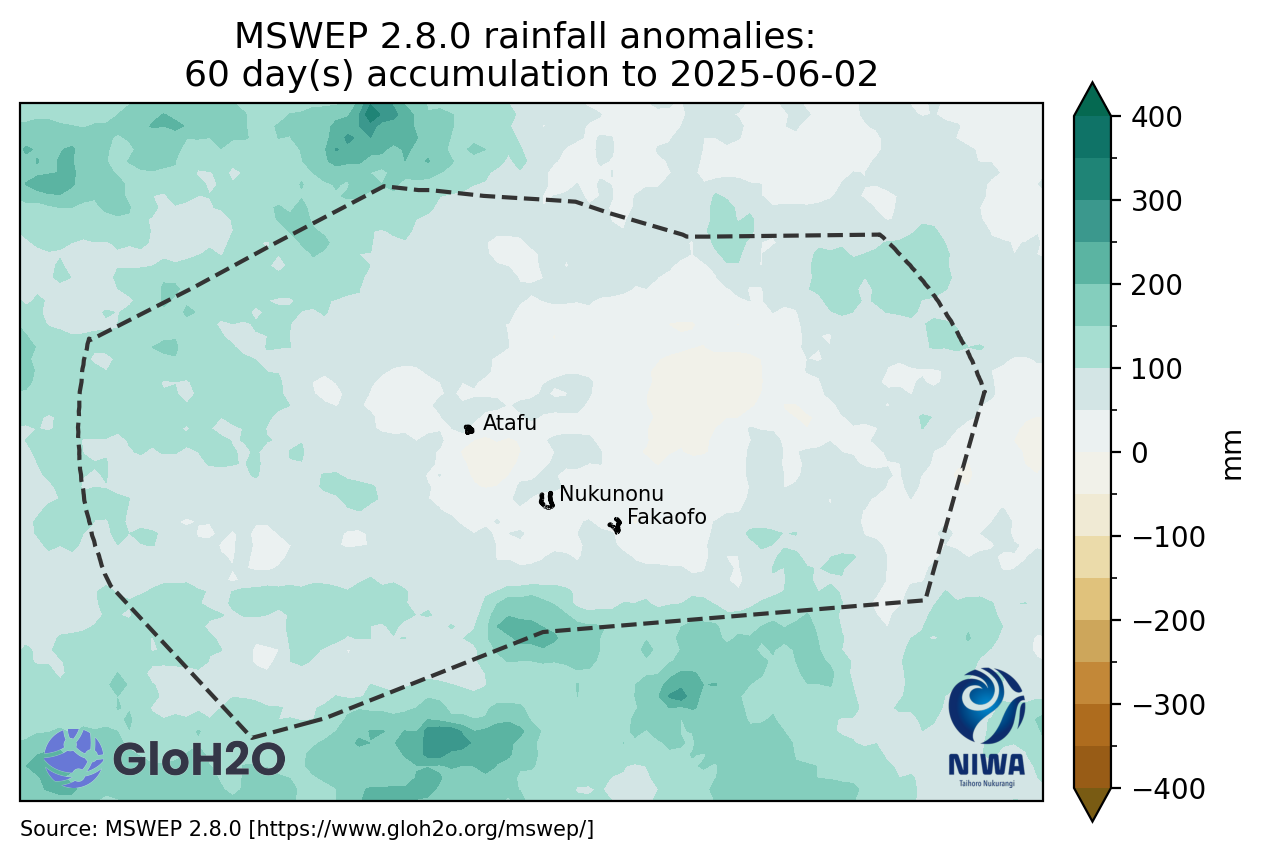 MSWEP 2.8.0 rainfall anomalies:
60 day(s) accumulation to 2025-06-02
400
300
200
100
0
−100
−200
−300
−400
mm
Atafu
Nukunonu
Fakaofo
GloH2O
NIWA
Taihoro Nukurangi
Source: MSWEP 2.8.0 [https://www.gloh2o.org/mswep/]